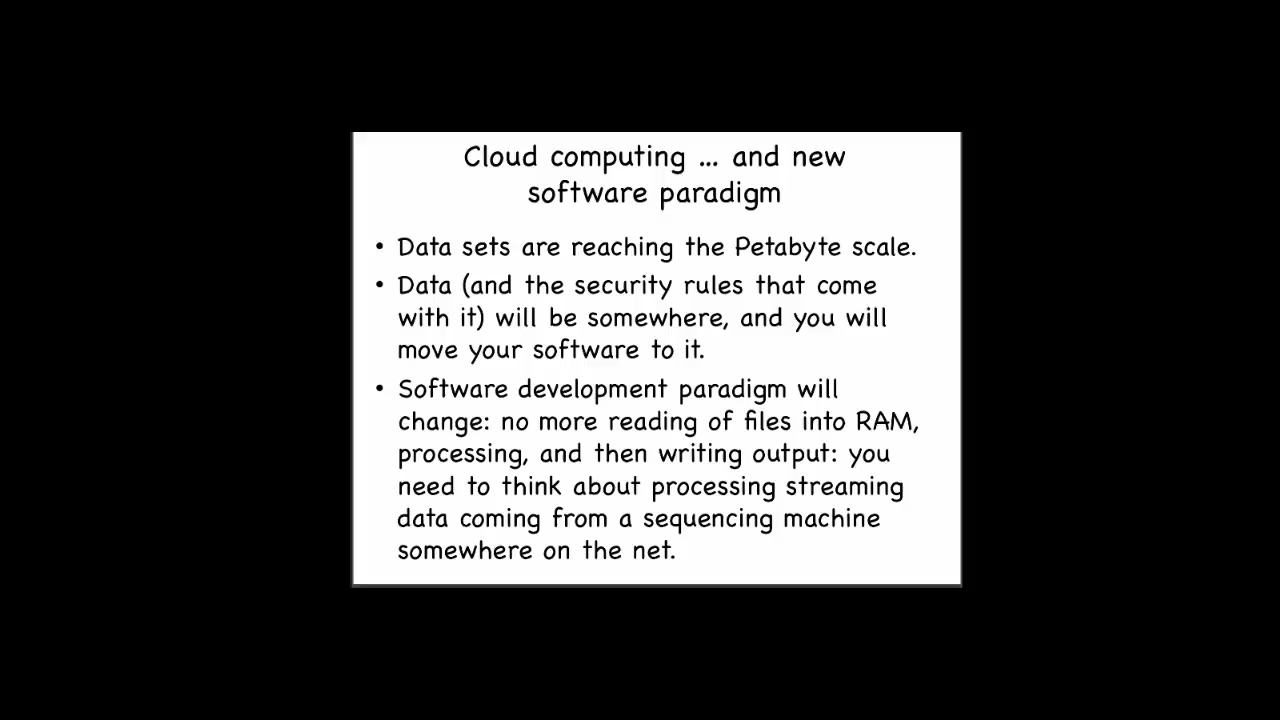 Cloud computing ... and new
software paradigm
• Data sets are reaching the Petabyte scale.
• Data (and the security rules that come
with it) will be somewhere, and you will
move your software to it.
• Software development paradigm will
change: no more reading of files into RAM,
processing, and then writing output: you
need to think about processing streaming
data coming from a sequencing machine
somewhere on the net.